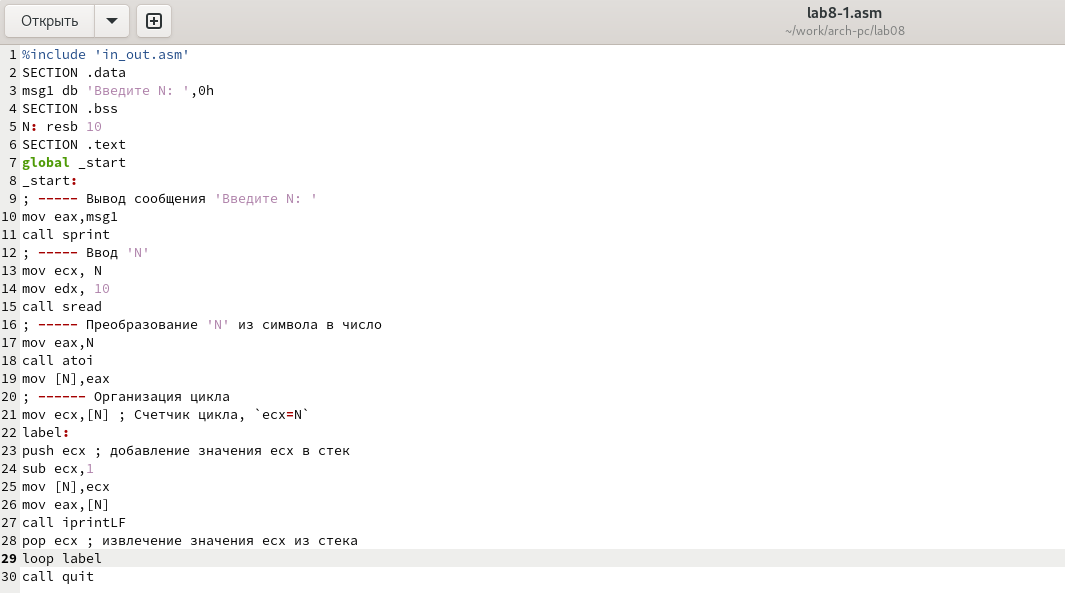 Открыть
lab8-1.asm
~/work/arch-pc/lab08
1 %include 'in_out.asm'
2 SECTION .data
3 msg1 db 'Введите N: ',0h
4 SECTION .bss
5 N: resb 10
6 SECTION .text
7 global _start
8 _start:
9 ; ----- Вывод сообщения 'Введите N: '
10 mov eax,msg1
11 call sprint
12 ; ----- Ввод 'N'
13 mov ecx, N
14 mov edx, 10
15 call sread
16 ; ----- Преобразование 'N' из символа в число
17 mov eax,N
18 call atoi
19 mov [N],eax
20 ; ------ Организация цикла
21 mov ecx,[N] ; Счетчик цикла, `ecx=N`
22 label:
23 push ecx ; добавление значения ecx в стек
24 sub ecx,1
25 mov [N],ecx
26 mov eax,[N]
27 call iprintLF
28 pop ecx ; извлечение значения ecx из стека
29 loop label
30 call quit